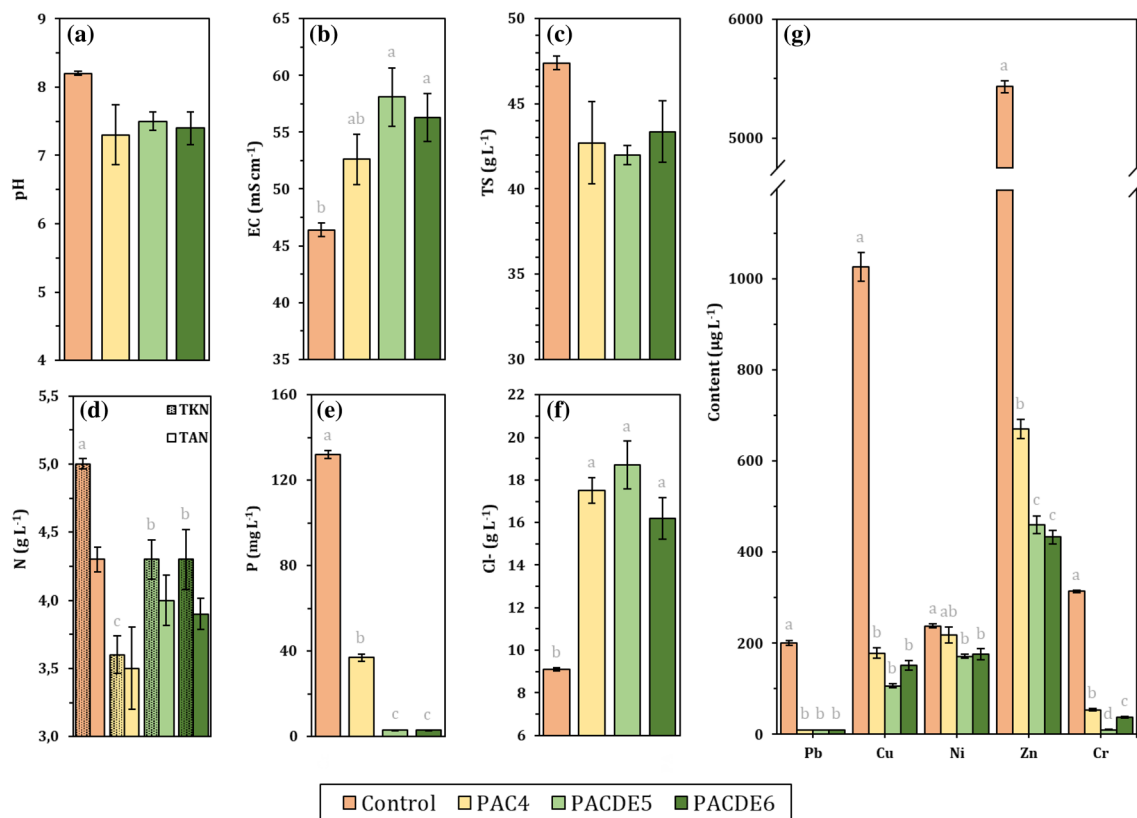 (a)
9
8
7
6
5
4
pH
(b)
65
60
55
50
45
40
35
EC (mS cm-1)
b
ab
a
a
(c)
50
46
42
38
34
30
TS (g L-1)
(d)
5,5
5,0
4,5
4,0
3,5
3,0
N (g L-1)
TKN
TAN
a
c
b
b
(e)
160
120
80
40
0
P (mg L-1)
a
b
c
c
(f)
22
20
18
16
14
12
10
8
6
Cl- (g L-1)
b
a
a
a
(g)
6000
5000
1000
800
600
400
200
0
Content (µg L-1)
a
b
b
b
a
b
c
b
a
ab
b
b
a
b
c
c
a
b
d
c
Pb
Cu
Ni
Zn
Cr
Control
PAC4
PACDE5
PACDE6